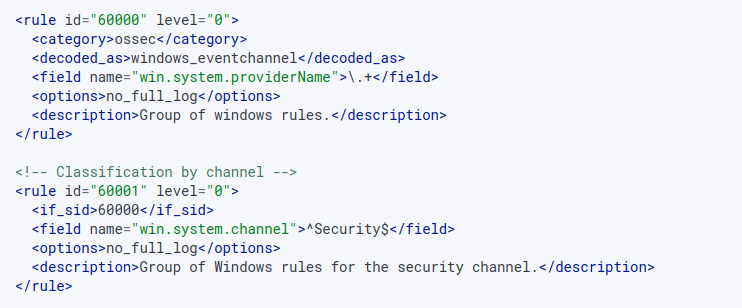 <rule id="60000" level="0">
  <category>ossec</category>
  <decoded_as>windows_eventchannel</decoded_as>
  <field name="win.system.providerName">\.+</field>
  <options>no_full_log</options>
  <description>Group of windows rules.</description>
</rule>

<!-- Classification by channel -->
<rule id="60001" level="0">
  <if_sid>60000</if_sid>
  <field name="win.system.channel">^Security$</field>
  <options>no_full_log</options>
  <description>Group of Windows rules for the security channel.</description>
</rule>